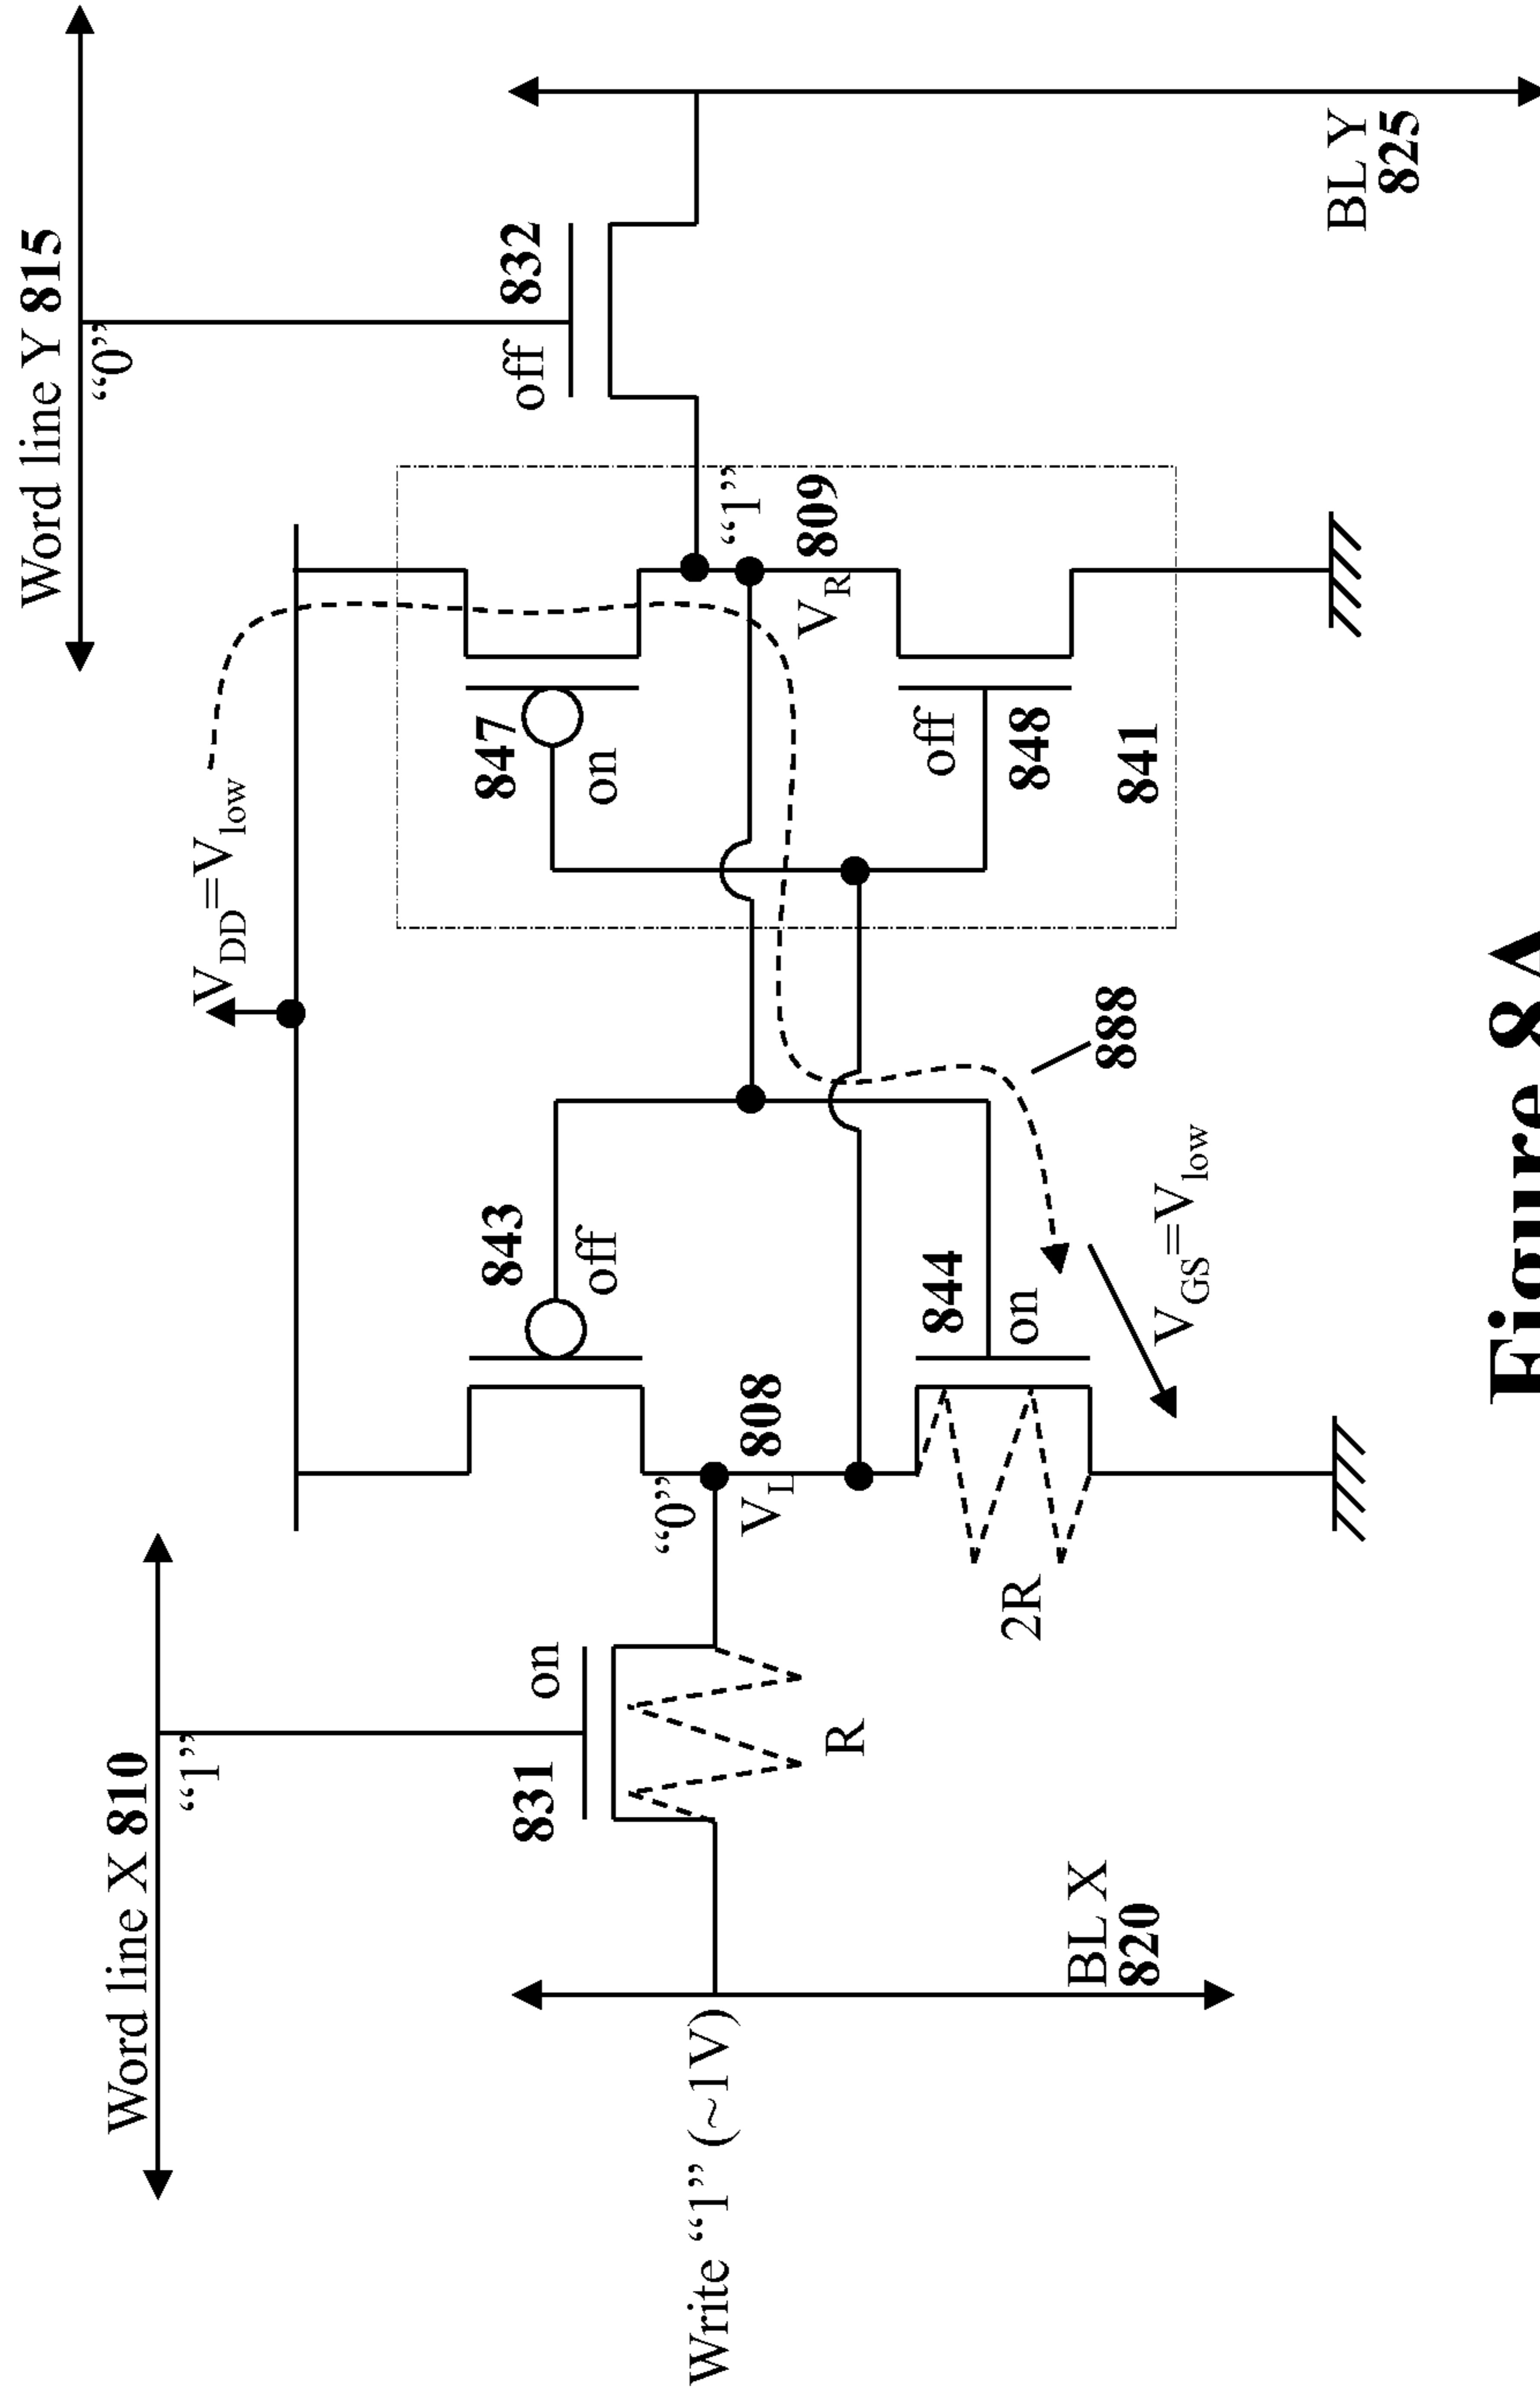 Word line X 810
“1”
Word line Y 815
“0”
V_DD=V_low
831
on
832
off
843
off
847
on
Write “1” (~1V)
“0”
V_L 808
“1”
V_R 809
R
844
on
off
848
2R
841
888
V_GS=V_low
BL X
820
BL Y
825
Figure 8A